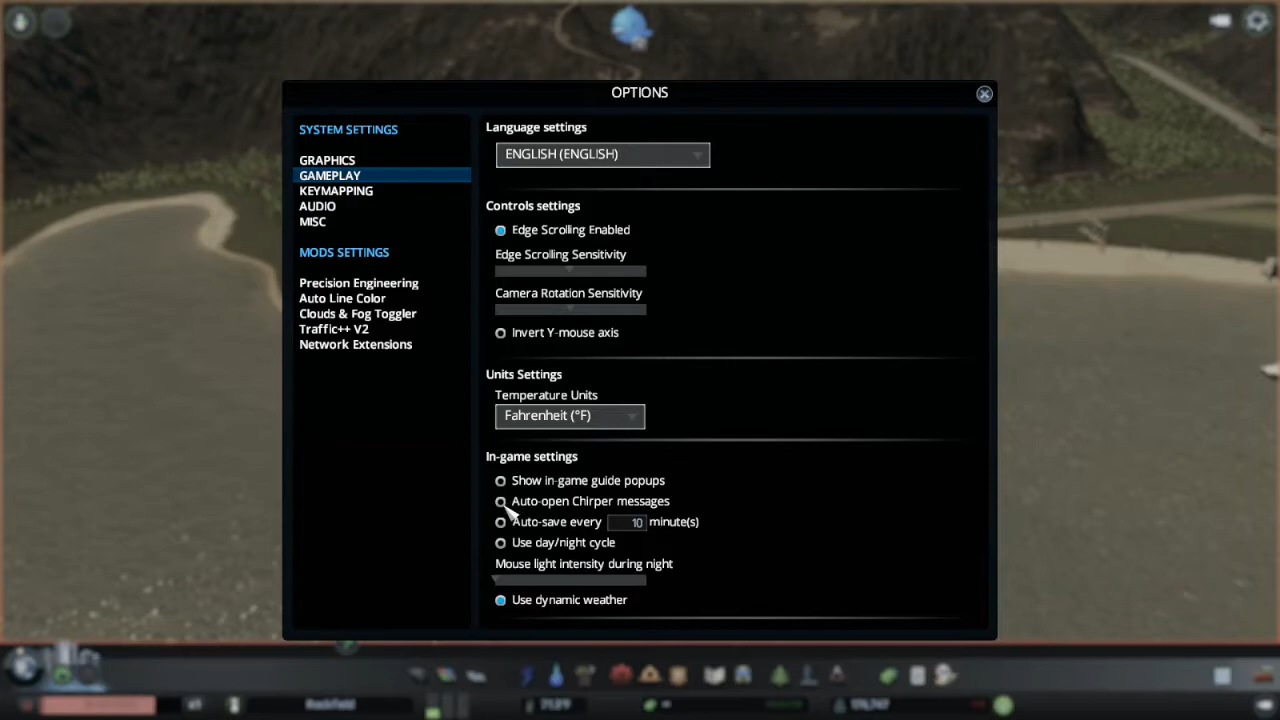 OPTIONS
SYSTEM SETTINGS
GRAPHICS
GAMEPLAY
KEYMAPPING
AUDIO
MISC
MODS SETTINGS
Precision Engineering
Auto Line Color
Clouds & Fog Toggler
Traffic++ V2
Network Extensions
Language settings
ENGLISH (ENGLISH)
Controls settings
Edge Scrolling Enabled
Edge Scrolling Sensitivity
Camera Rotation Sensitivity
Invert Y-mouse axis
Units Settings
Temperature Units
Fahrenheit (°F)
In-game settings
Show in-game guide popups
Auto-open Chirper messages
Auto-save every 10 minute(s)
Use day/night cycle
Mouse light intensity during night
Use dynamic weather